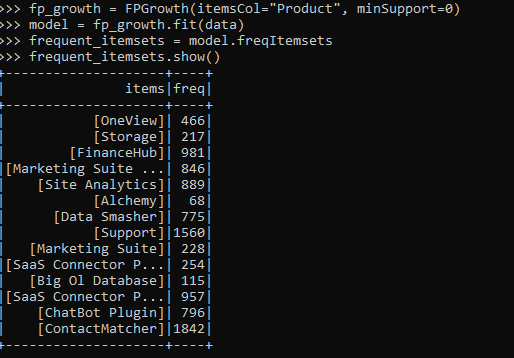 >>> fp_growth = FPGrowth(itemsCol="Product", minSupport=0)
>>> model = fp_growth.fit(data)
>>> frequent_itemsets = model.freqItemsets
>>> frequent_itemsets.show()
+--------------------+----+
|               items|freq|
+--------------------+----+
|           [OneView]| 466|
|           [Storage]| 217|
|        [FinanceHub]| 981|
|[Marketing Suite ...| 846|
|    [Site Analytics]| 889|
|           [Alchemy]|  68|
|      [Data Smasher]| 775|
|           [Support]|1560|
|   [Marketing Suite]| 228|
|[SaaS Connector P...| 254|
|   [Big Ol Database]| 115|
|[SaaS Connector P...| 957|
|    [ChatBot Plugin]| 796|
|    [ContactMatcher]|1842|
+--------------------+----+